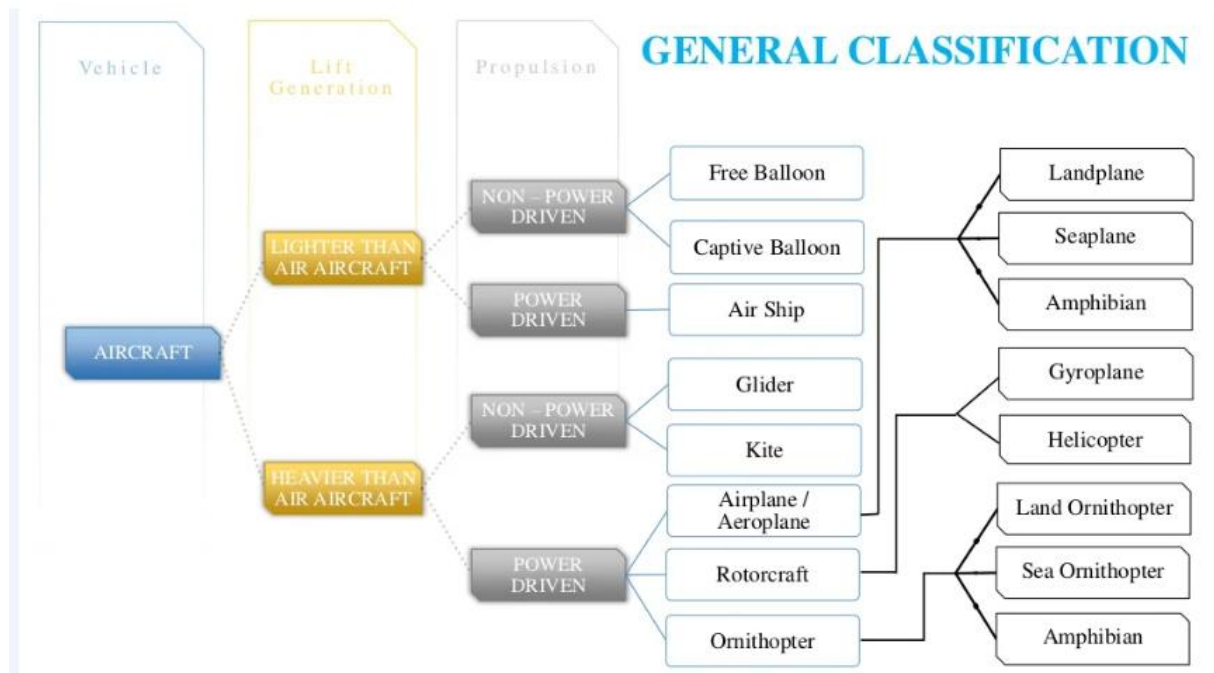 GENERAL CLASSIFICATION
Vehicle
Lift
Generation
Propulsion
AIRCRAFT
LIGHTER THAN
AIR AIRCRAFT
HEAVIER THAN
AIR AIRCRAFT
NON – POWER
DRIVEN
POWER
DRIVEN
NON – POWER
DRIVEN
POWER
DRIVEN
Free Balloon
Captive Balloon
Air Ship
Glider
Kite
Airplane /
Aeroplane
Rotorcraft
Ornithopter
Landplane
Seaplane
Amphibian
Gyroplane
Helicopter
Land Ornithopter
Sea Ornithopter
Amphibian